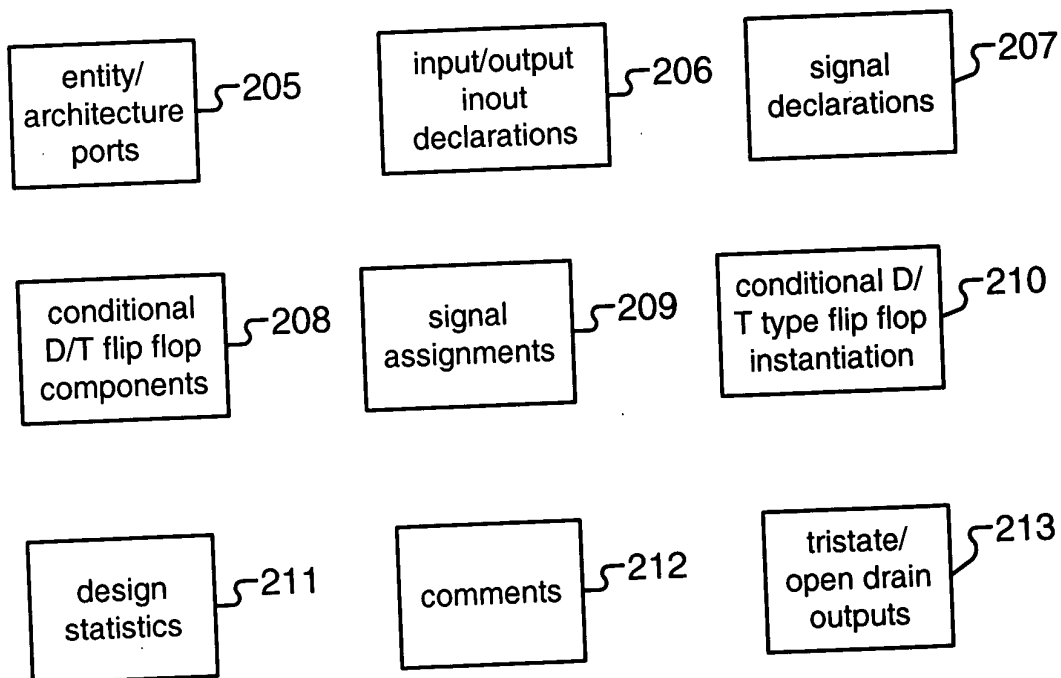 entity/
architecture
ports
205
input/output
inout
declarations
206
signal
declarations
207
conditional
D/T flip flop
components
208
signal
assignments
209
conditional D/
T type flip flop
instantiation
210
design
statistics
211
comments
212
tristate/
open drain
outputs
213